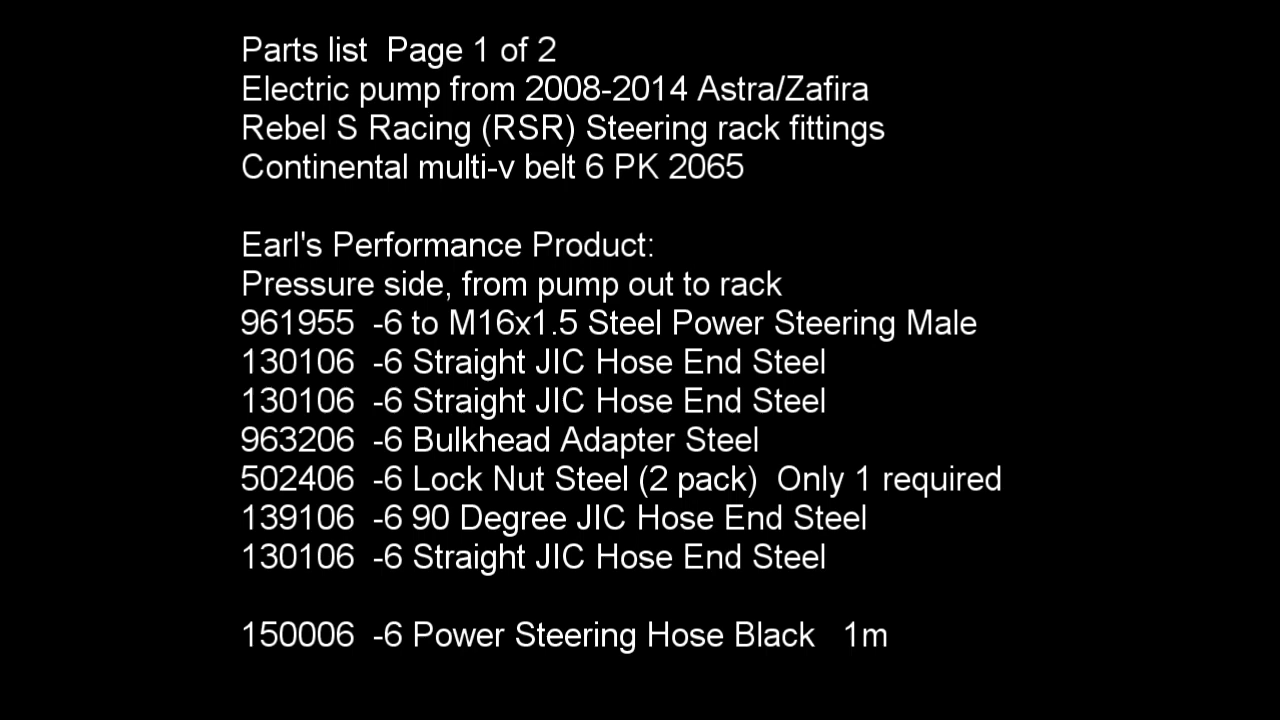 Parts list  Page 1 of 2
Electric pump from 2008-2014 Astra/Zafira
Rebel S Racing (RSR) Steering rack fittings
Continental multi-v belt 6 PK 2065
Earl's Performance Product:
Pressure side, from pump out to rack
961955  -6 to M16x1.5 Steel Power Steering Male
130106  -6 Straight JIC Hose End Steel
130106  -6 Straight JIC Hose End Steel
963206  -6 Bulkhead Adapter Steel
502406  -6 Lock Nut Steel (2 pack)  Only 1 required
139106  -6 90 Degree JIC Hose End Steel
130106  -6 Straight JIC Hose End Steel
150006  -6 Power Steering Hose Black   1m